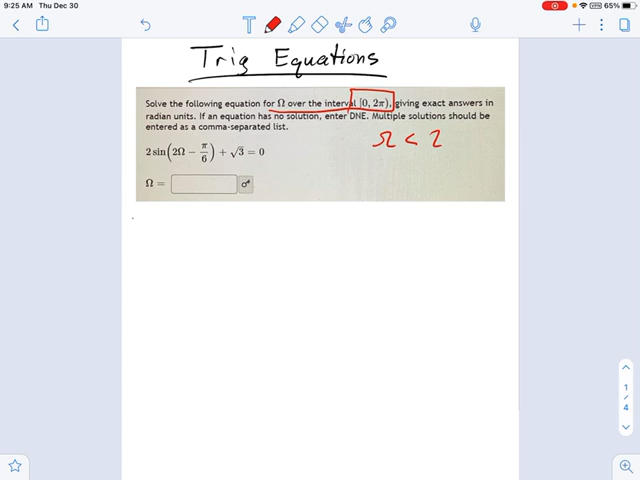 9:25 AM Thu Dec 30
VPN 65%
T
Trig Equations
Solve the following equation for Ω over the interval [0, 2π), giving exact answers in
radian units. If an equation has no solution, enter DNE. Multiple solutions should be
entered as a comma-separated list.
Ω < 2
2 sin(2Ω − π/6) + √3 = 0
Ω =
1
/
4